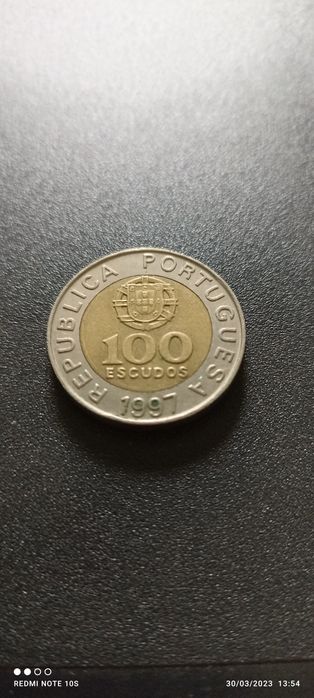 REPUBLICA PORTUGUESA
100
ESCUDOS
1997
REDMI NOTE 10S
30/03/2023 13:54